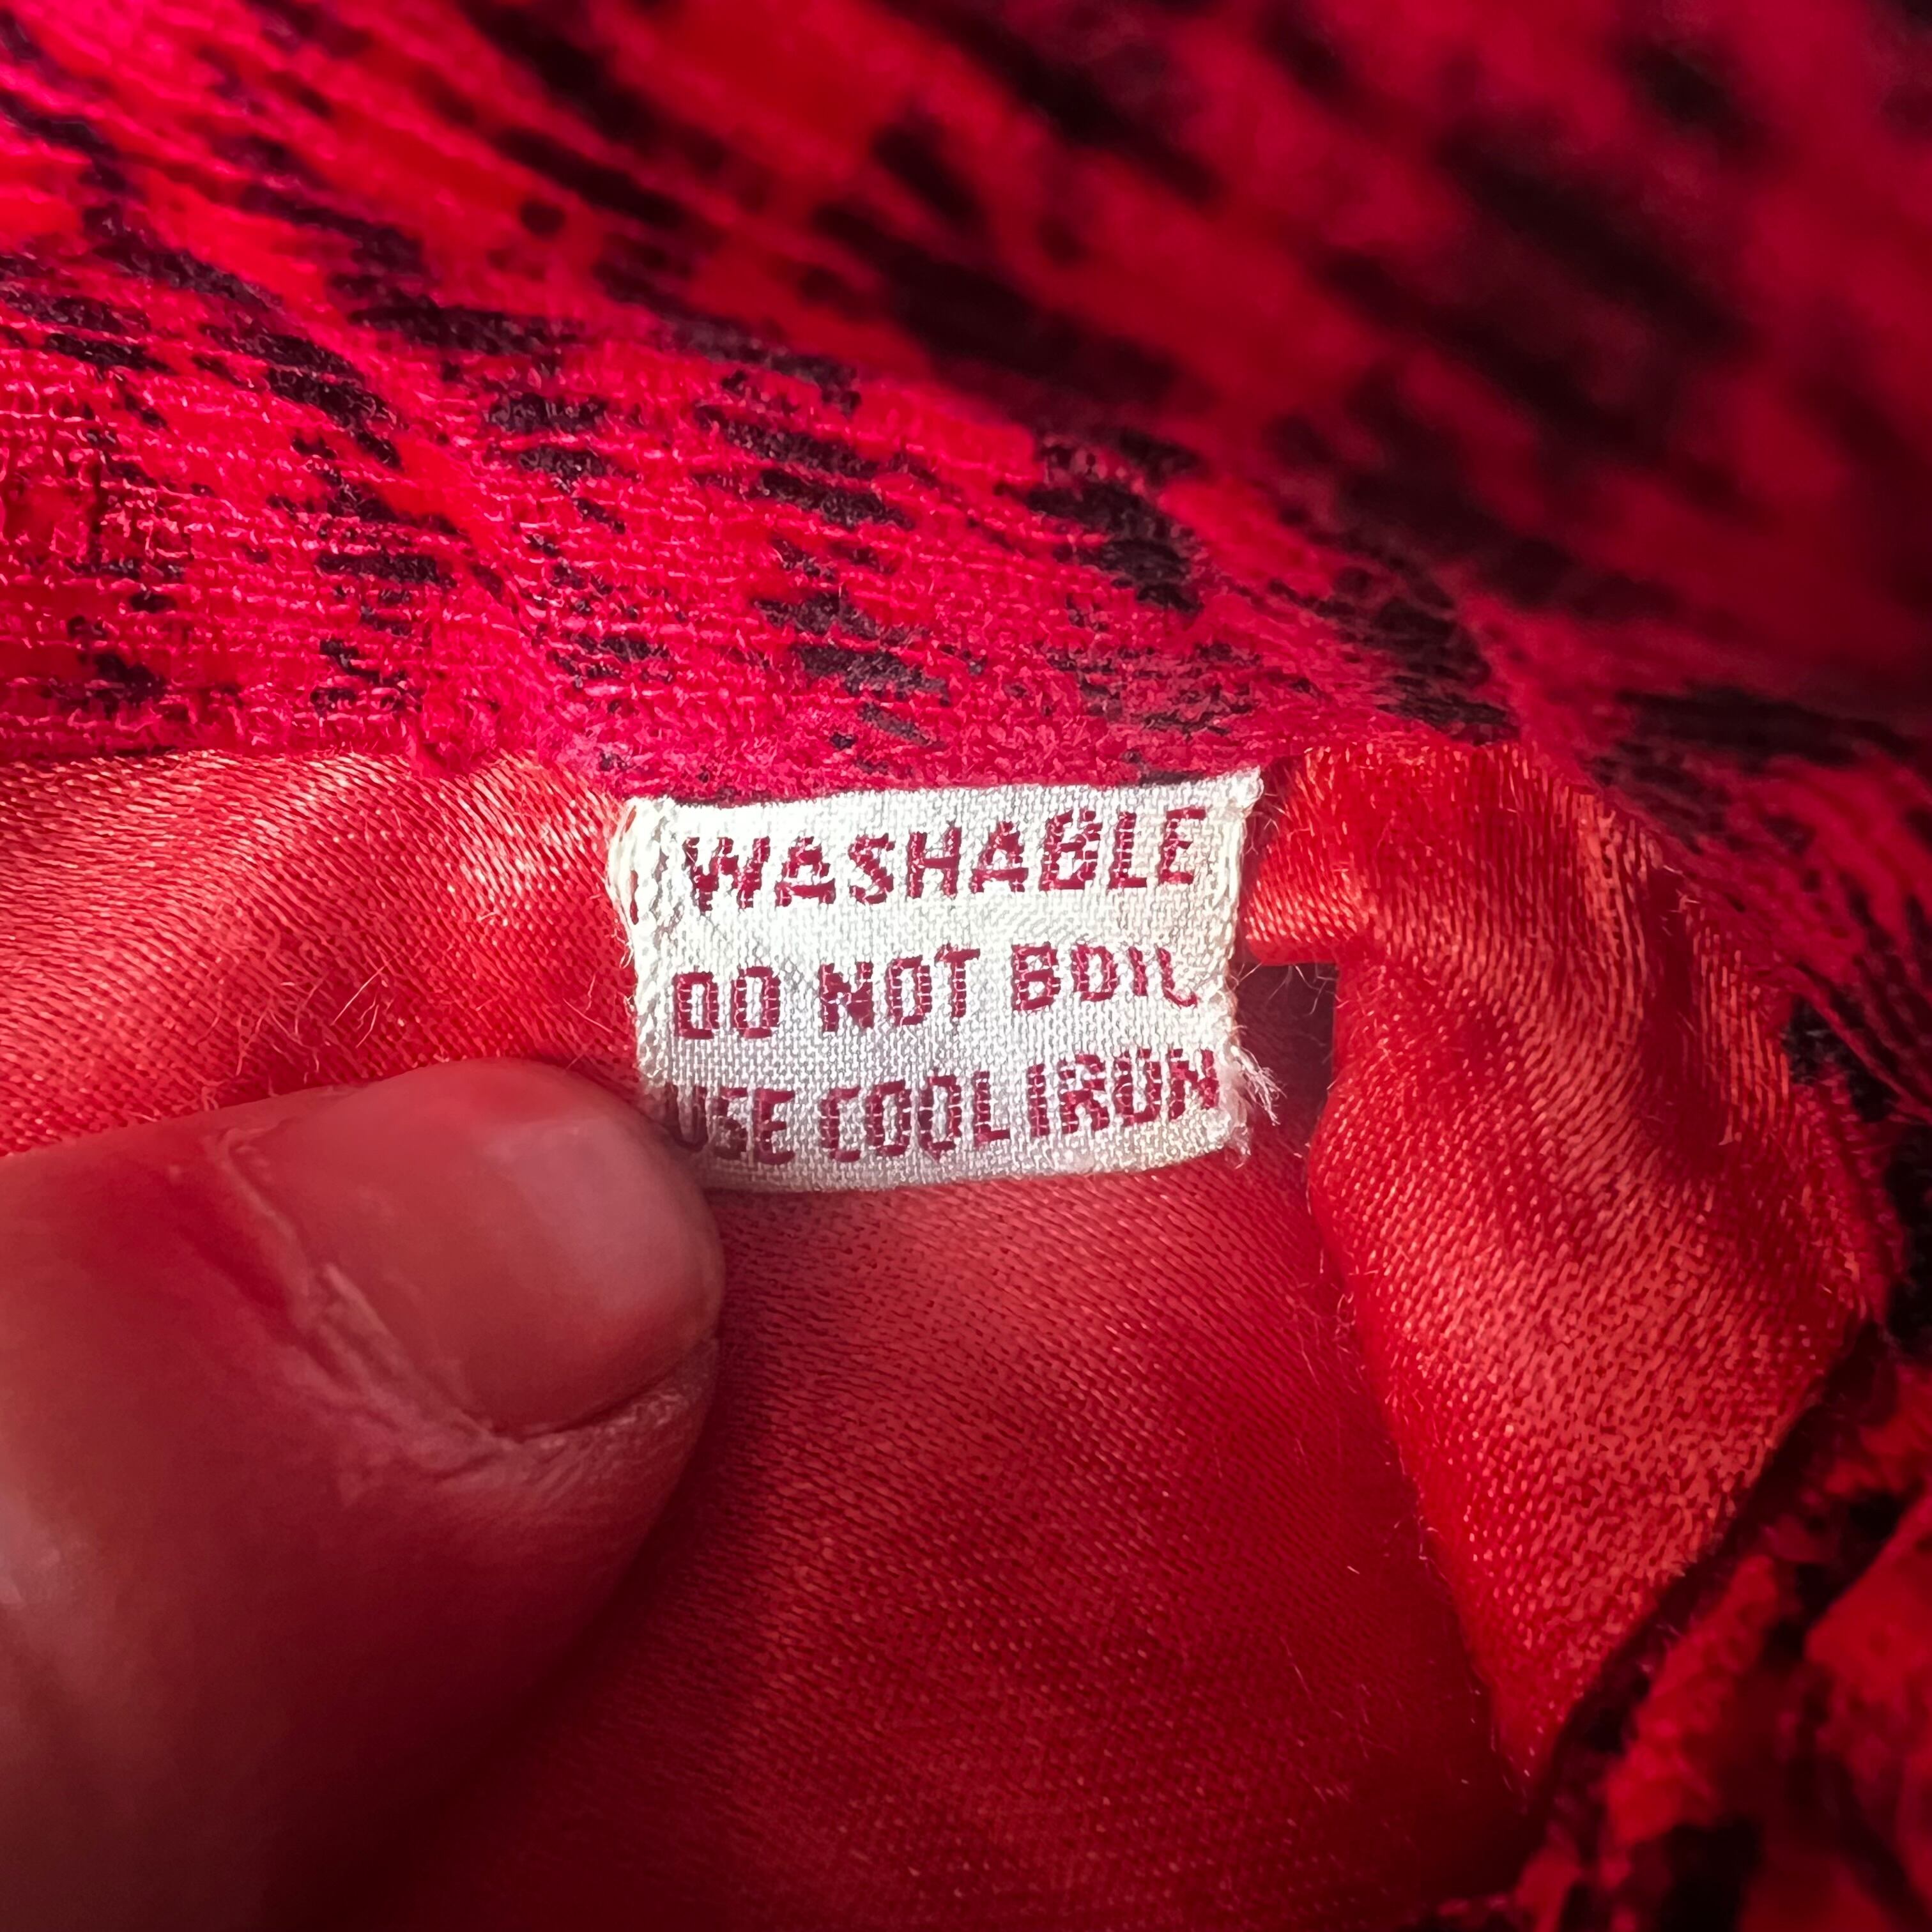 WASHABLE
DO NOT BOIL
USE COOL IRON